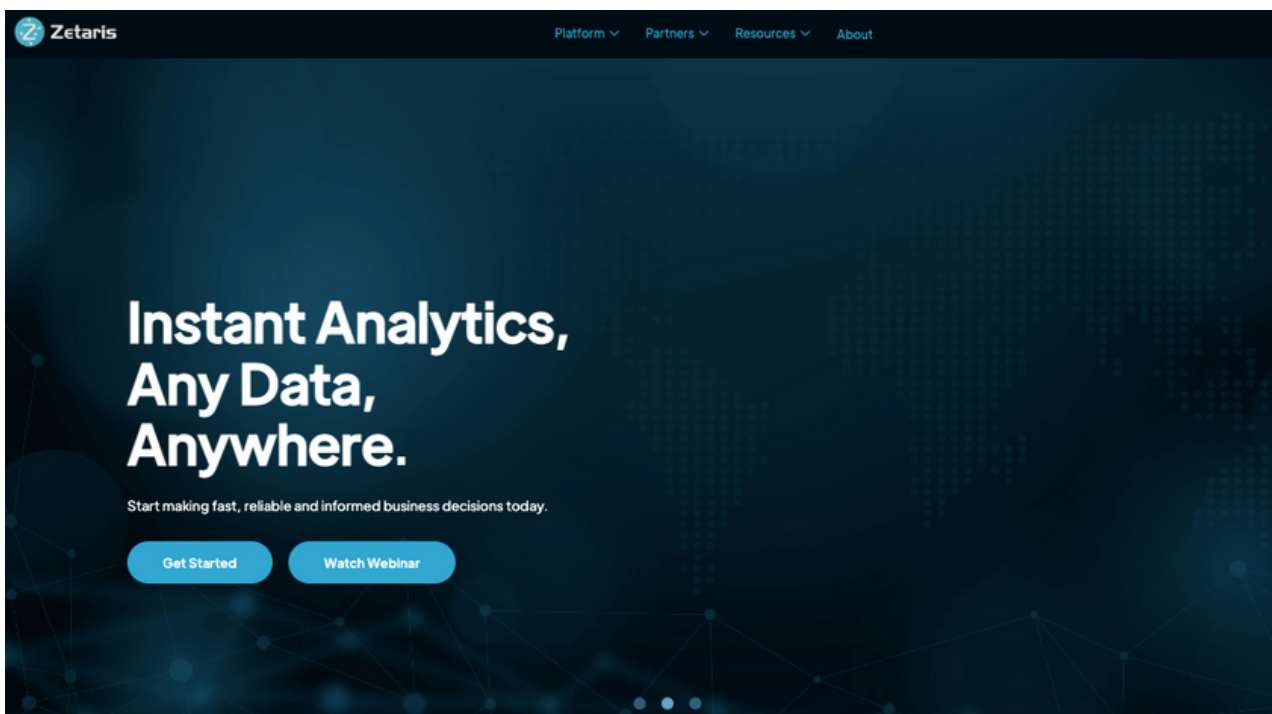 Zetaris
Platform Partners Resources About
Instant Analytics,
Any Data,
Anywhere.
Start making fast, reliable and informed business decisions today.
Get Started Watch Webinar